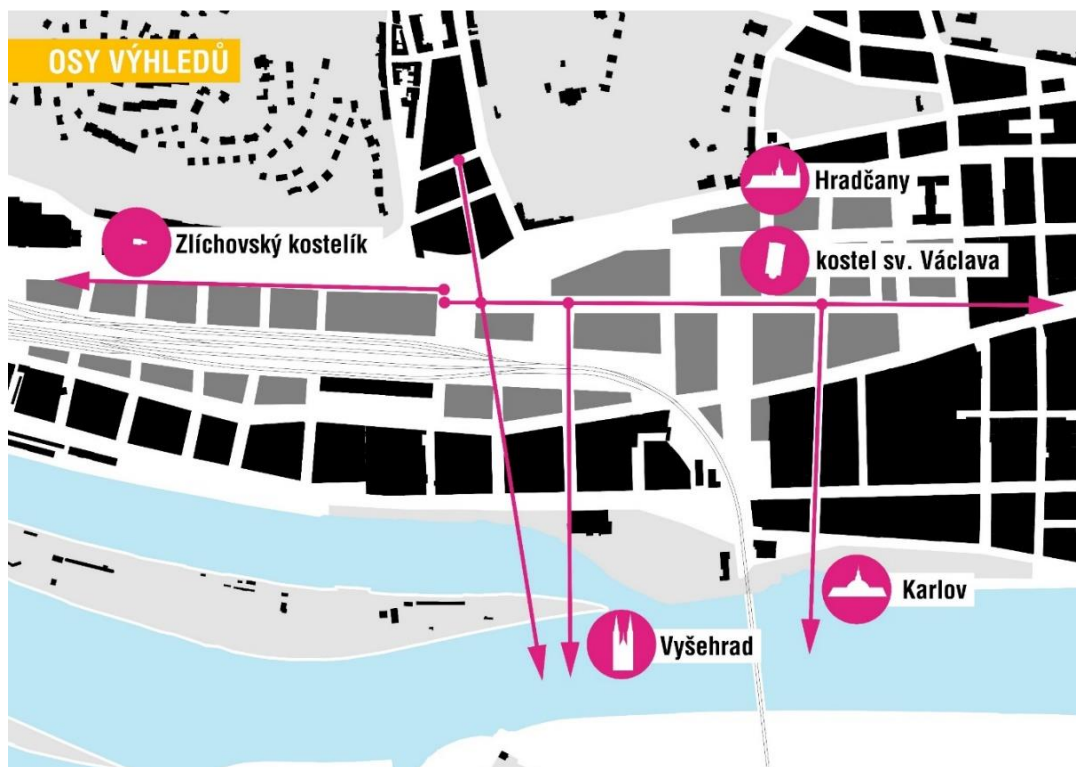 OSY VÝHLEDŮ
Hradčany
Zlíchovský kostelík
kostel sv. Václava
Karlov
Vyšehrad